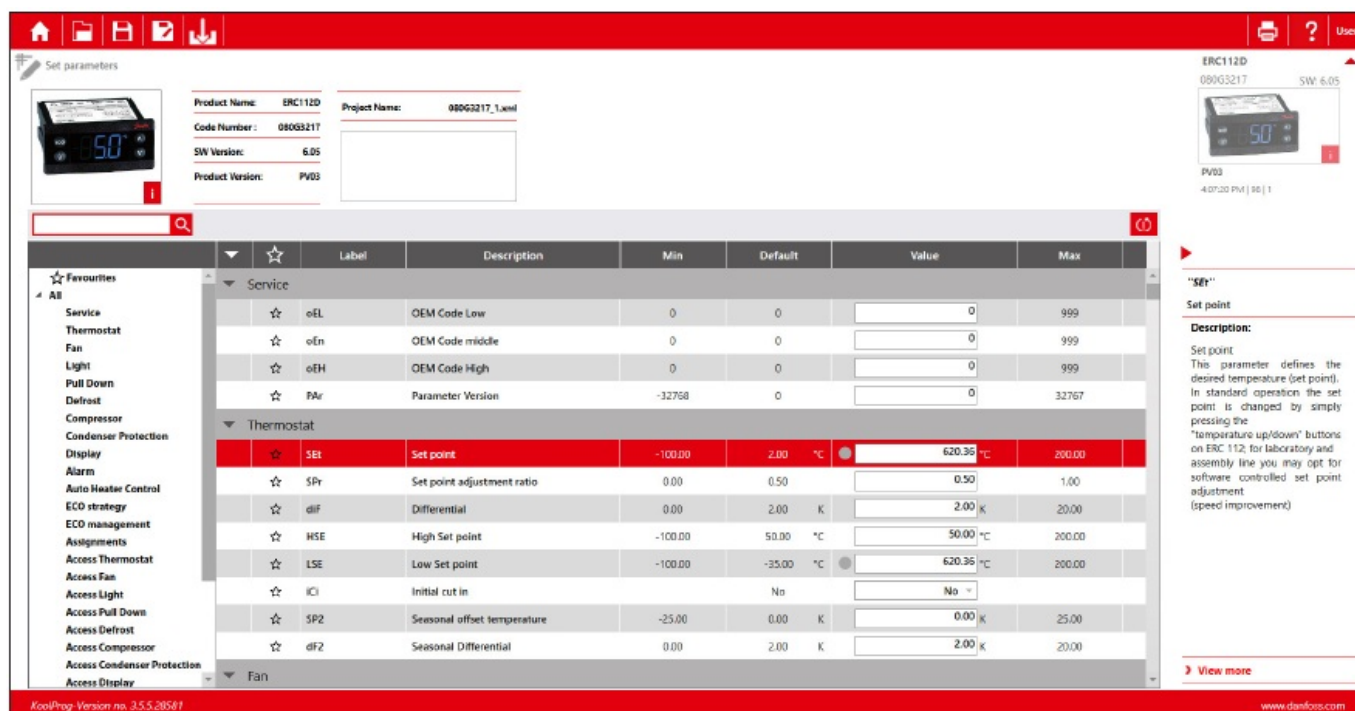 User
Set parameters
Product Name: ERC112D
Code Number : 080G3217
SW Version: 6.05
Product Version: PV03
Project Name: 080G3217_1.xml
ERC112D
080G3217 SW: 6.05
PV03
4:07:20 PM | 96 | 1
Label Description Min Default Value Max
Favourites
All
Service
Thermostat
Fan
Light
Pull Down
Defrost
Compressor
Condenser Protection
Display
Alarm
Auto Heater Control
ECO strategy
ECO management
Assignments
Access Thermostat
Access Fan
Access Light
Access Pull Down
Access Defrost
Access Compressor
Access Condenser Protection
Access Display
Service
oEL OEM Code Low 0 0 0 999
oEn OEM Code middle 0 0 0 999
oEH OEM Code High 0 0 0 999
PAr Parameter Version -32768 0 0 32767
Thermostat
SEt Set point -100.00 2.00 °C 620.36 °C 200.00
SPr Set point adjustment ratio 0.00 0.50 0.50 1.00
diF Differential 0.00 2.00 K 2.00 K 20.00
HSE High Set point -100.00 50.00 °C 50.00 °C 200.00
LSE Low Set point -100.00 -35.00 °C 620.36 °C 200.00
iCi Initial cut in No No
SP2 Seasonal offset temperature -25.00 0.00 K 0.00 K 25.00
dF2 Seasonal Differential 0.00 2.00 K 2.00 K 20.00
Fan
"SEt"
Set point
Description:
Set point
This parameter defines the
desired temperature (set point).
In standard operation the set
point is changed by simply
pressing the
"temperature up/down" buttons
on ERC 112; for laboratory and
assembly line you may opt for
software controlled set point
adjustment
(speed improvement)
View more
KoolProg-Version no. 3.5.5.28581
www.danfoss.com